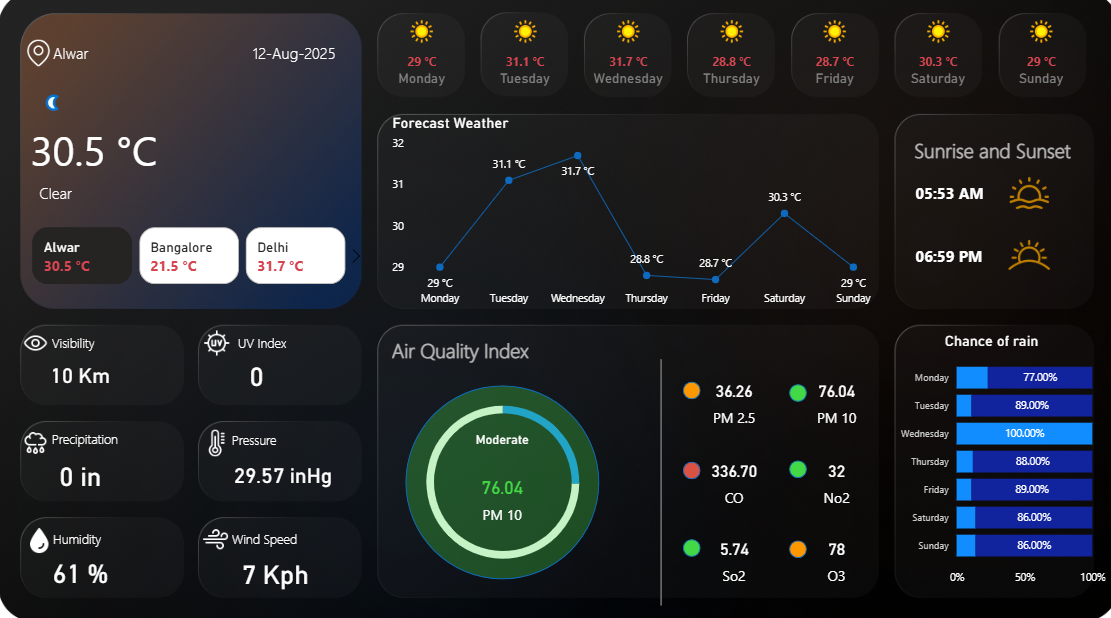 Alwar
12-Aug-2025
30.5 °C
Clear
Alwar
30.5 °C
Bangalore
21.5 °C
Delhi
31.7 °C
29 °C
Monday
31.1 °C
Tuesday
31.7 °C
Wednesday
28.8 °C
Thursday
28.7 °C
Friday
30.3 °C
Saturday
29 °C
Sunday
Forecast Weather
32
31
30
29
29 °C
31.1 °C
31.7 °C
28.8 °C
28.7 °C
30.3 °C
29 °C
Monday
Tuesday
Wednesday
Thursday
Friday
Saturday
Sunday
Sunrise and Sunset
05:53 AM
06:59 PM
Visibility
10 Km
UV
UV Index
0
Precipitation
0 in
Pressure
29.57 inHg
Humidity
61 %
Wind Speed
7 Kph
Air Quality Index
Moderate
76.04
PM 10
36.26
PM 2.5
76.04
PM 10
336.70
CO
32
No2
5.74
So2
78
O3
Chance of rain
Monday 77.00%
Tuesday 89.00%
Wednesday 100.00%
Thursday 88.00%
Friday 89.00%
Saturday 86.00%
Sunday 86.00%
0% 50% 100%